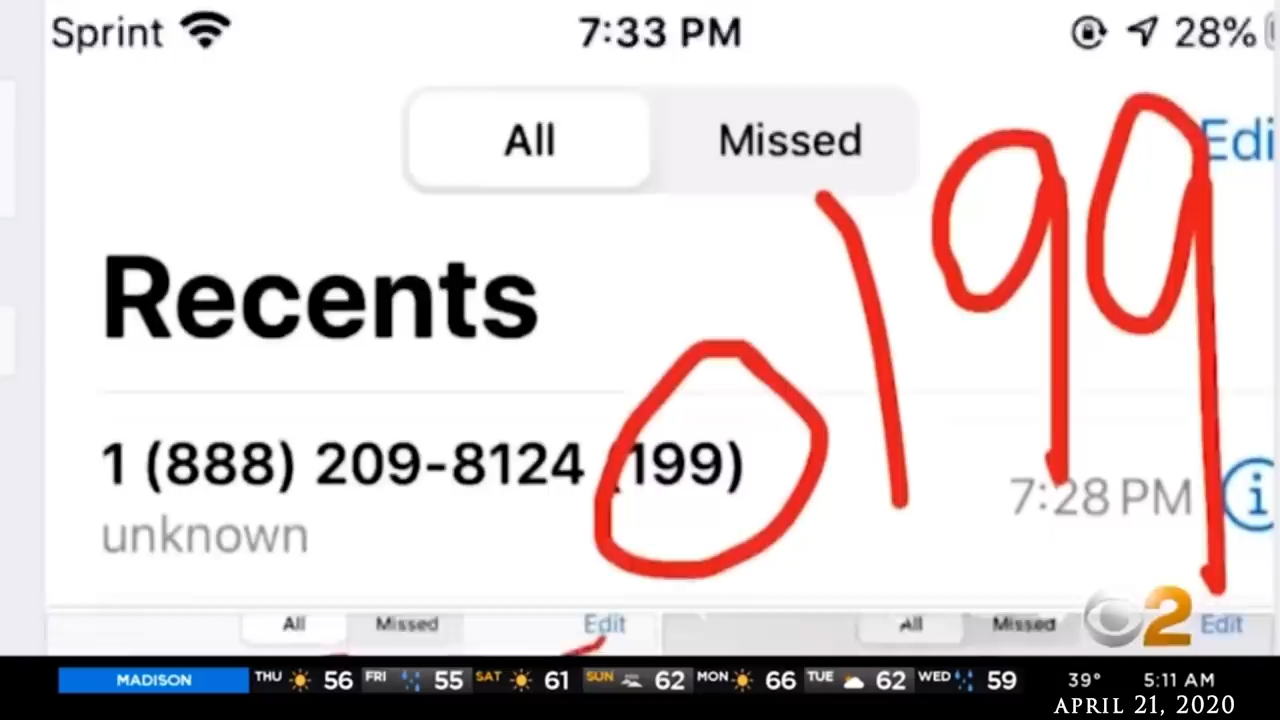 Sprint 7:33 PM 28%
All Missed Edi
199
Recents
1 (888) 209-8124 (199)
unknown
7:28 PM i
All Missed Edit All Missed Edit
2
MADISON THU 56 FRI 55 SAT 61 SUN 62 MON 66 TUE 62 WED 59 39° 5:11 AM
APRIL 21, 2020